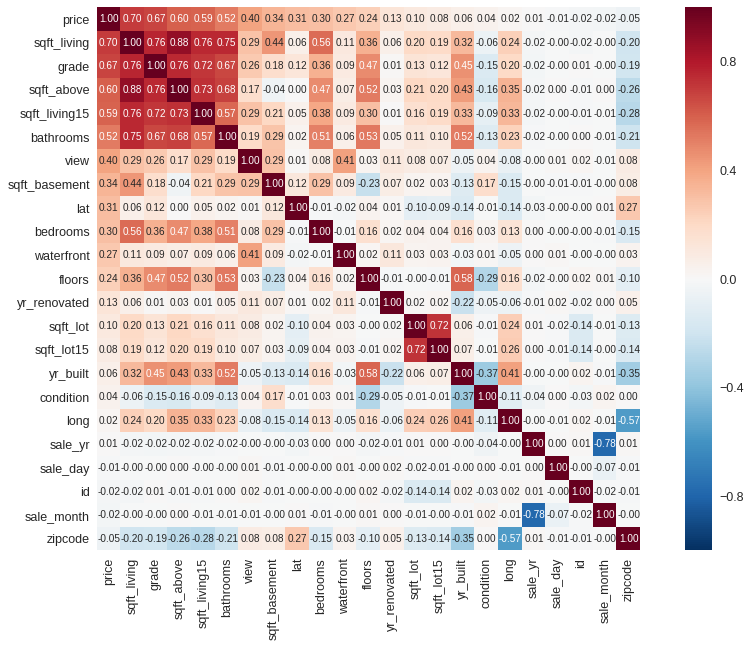 price 1.00 0.70 0.67 0.60 0.59 0.52 0.40 0.34 0.31 0.30 0.27 0.24 0.13 0.10 0.08 0.06 0.04 0.02 0.01 -0.01 -0.02 -0.02 -0.05
sqft_living 0.70 1.00 0.76 0.88 0.76 0.75 0.29 0.44 0.06 0.56 0.11 0.36 0.06 0.20 0.19 0.32 -0.06 0.24 -0.02 -0.00 -0.02 0.00 -0.20
grade 0.67 0.76 1.00 0.76 0.72 0.67 0.26 0.18 0.12 0.36 0.09 0.47 0.01 0.13 0.12 0.45 -0.15 0.20 -0.02 -0.00 0.01 -0.00 -0.19
sqft_above 0.60 0.88 0.76 1.00 0.73 0.68 0.17 -0.04 0.00 0.47 0.07 0.52 0.03 0.21 0.20 0.43 -0.16 0.35 -0.02 -0.00 -0.01 0.00 -0.26
sqft_living15 0.59 0.76 0.72 0.73 1.00 0.57 0.29 0.21 0.05 0.38 0.09 0.30 0.01 0.16 0.19 0.33 -0.09 0.33 -0.02 0.01 -0.01 0.00 -0.28
bathrooms 0.52 0.75 0.67 0.68 0.57 1.00 0.19 0.29 0.02 0.51 0.06 0.53 0.05 0.11 0.10 0.52 -0.13 0.23 -0.02 -0.00 0.00 -0.01 -0.21
view 0.40 0.29 0.26 0.17 0.29 0.19 1.00 0.29 0.01 0.08 0.41 0.03 0.11 0.08 0.07 -0.05 0.04 -0.08 -0.00 0.01 0.02 -0.01 0.08
sqft_basement 0.34 0.44 0.18 -0.04 0.21 0.29 0.29 1.00 0.12 0.29 0.09 -0.23 0.07 0.02 0.03 -0.13 0.17 -0.15 -0.01 -0.01 -0.01 -0.00 0.08
lat 0.31 0.06 0.12 0.00 0.05 0.02 0.01 0.12 1.00 -0.01 -0.02 0.04 0.01 -0.10 -0.09 -0.14 -0.01 -0.14 -0.03 -0.00 -0.00 0.01 0.27
bedrooms 0.30 0.56 0.36 0.47 0.38 0.51 0.08 0.29 -0.01 1.00 -0.01 0.16 0.02 0.04 0.04 0.16 0.03 0.13 -0.01 -0.00 0.00 -0.00 -0.15
waterfront 0.27 0.11 0.09 0.07 0.09 0.06 0.41 0.09 -0.02 -0.01 1.00 0.02 0.11 0.03 0.03 -0.03 0.01 -0.05 -0.00 0.01 -0.00 0.00 0.03
floors 0.24 0.36 0.47 0.52 0.30 0.53 0.03 -0.23 0.04 0.16 0.02 1.00 0.01 -0.00 -0.01 0.58 -0.29 0.16 -0.02 -0.00 0.02 0.01 -0.10
yr_renovated 0.13 0.06 0.01 0.03 0.01 0.05 0.11 0.07 0.01 0.02 0.11 0.01 1.00 0.02 0.02 -0.22 -0.05 -0.06 -0.01 0.02 -0.02 0.00 0.05
sqft_lot 0.10 0.20 0.13 0.21 0.16 0.11 0.08 0.02 -0.10 0.04 0.03 -0.00 0.02 1.00 0.72 0.06 -0.01 0.24 0.01 -0.02 -0.14 -0.01 -0.13
sqft_lot15 0.08 0.19 0.12 0.20 0.19 0.10 0.07 0.03 -0.09 0.04 0.03 -0.01 0.02 0.72 1.00 0.07 -0.01 0.26 0.00 -0.01 -0.14 -0.00 -0.14
yr_built 0.06 0.32 0.45 0.43 0.33 0.52 -0.05 -0.13 -0.14 0.16 -0.03 0.58 -0.22 0.06 0.07 1.00 -0.37 0.41 0.00 -0.00 0.02 -0.01 -0.35
condition 0.04 -0.06 -0.15 -0.16 -0.09 -0.13 0.04 0.17 -0.01 0.03 0.01 -0.29 -0.05 -0.01 -0.01 -0.37 1.00 -0.11 -0.04 0.00 -0.03 0.02 0.00
long 0.02 0.24 0.20 0.35 0.33 0.23 -0.08 -0.15 -0.14 0.13 -0.05 0.16 -0.06 0.24 0.26 0.41 -0.11 1.00 -0.00 -0.01 0.02 -0.01 -0.57
sale_yr 0.01 -0.02 -0.02 -0.02 -0.02 -0.02 -0.00 -0.01 -0.03 -0.01 0.00 -0.02 -0.01 0.01 0.00 0.00 -0.04 -0.00 1.00 0.00 0.01 -0.78 0.01
sale_day -0.01 -0.00 -0.00 -0.00 0.01 -0.00 0.01 -0.01 -0.00 -0.00 0.01 -0.00 0.02 -0.02 -0.01 -0.00 0.00 -0.01 0.00 1.00 -0.00 -0.07 -0.01
id -0.02 -0.02 0.01 -0.01 -0.01 0.00 0.02 -0.01 -0.00 0.00 -0.00 0.02 -0.02 -0.14 -0.14 0.02 -0.03 0.02 0.01 -0.00 1.00 -0.02 -0.01
sale_month -0.02 0.00 -0.00 0.00 0.00 -0.01 -0.01 -0.00 0.01 -0.00 0.00 0.01 0.00 -0.01 -0.00 -0.01 0.02 -0.01 -0.78 -0.07 -0.02 1.00 -0.00
zipcode -0.05 -0.20 -0.19 -0.26 -0.28 -0.21 0.08 0.08 0.27 -0.15 0.03 -0.10 0.05 -0.13 -0.14 -0.35 0.00 -0.57 0.01 -0.01 -0.01 -0.00 1.00
price sqft_living grade sqft_above sqft_living15 bathrooms view sqft_basement lat bedrooms waterfront floors yr_renovated sqft_lot sqft_lot15 yr_built condition long sale_yr sale_day id sale_month zipcode
0.8
0.4
0.0
−0.4
−0.8